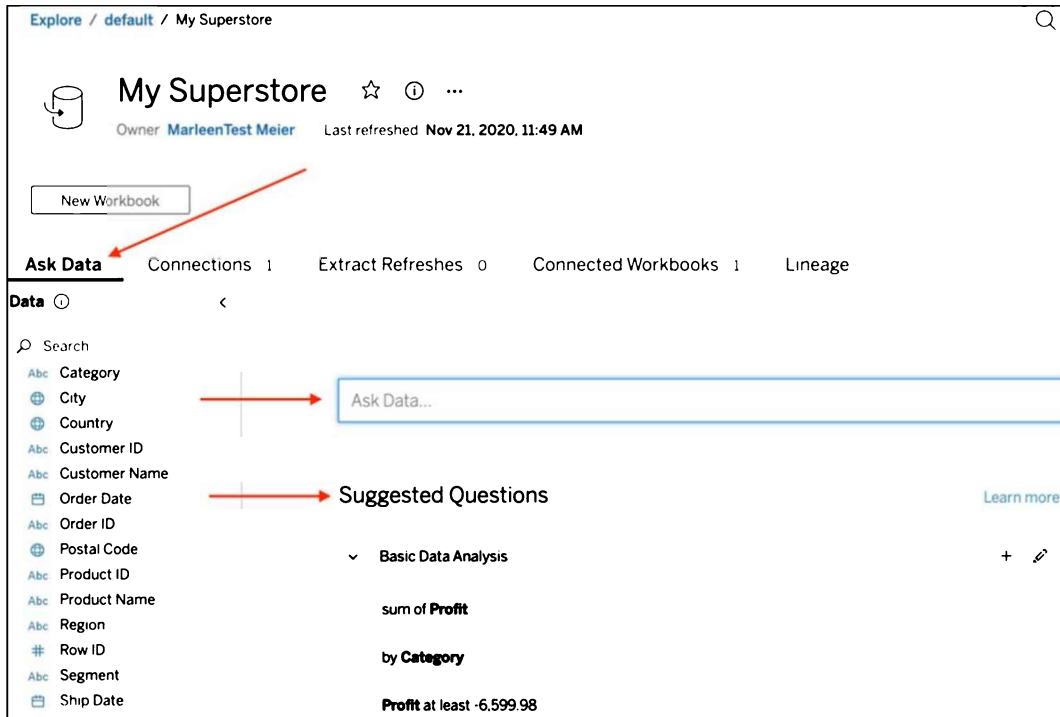 Explore / default / My Superstore
My Superstore
Owner MarleenTest Meier Last refreshed Nov 21, 2020, 11:49 AM
New Workbook
Ask Data Connections 1 Extract Refreshes 0 Connected Workbooks 1 Lineage
Data
Search
Abc Category
City
Country
Abc Customer ID
Abc Customer Name
Order Date
Abc Order ID
Postal Code
Abc Product ID
Abc Product Name
Abc Region
# Row ID
Abc Segment
Ship Date
Ask Data...
Suggested Questions Learn more
Basic Data Analysis
sum of Profit
by Category
Profit at least -6,599.98